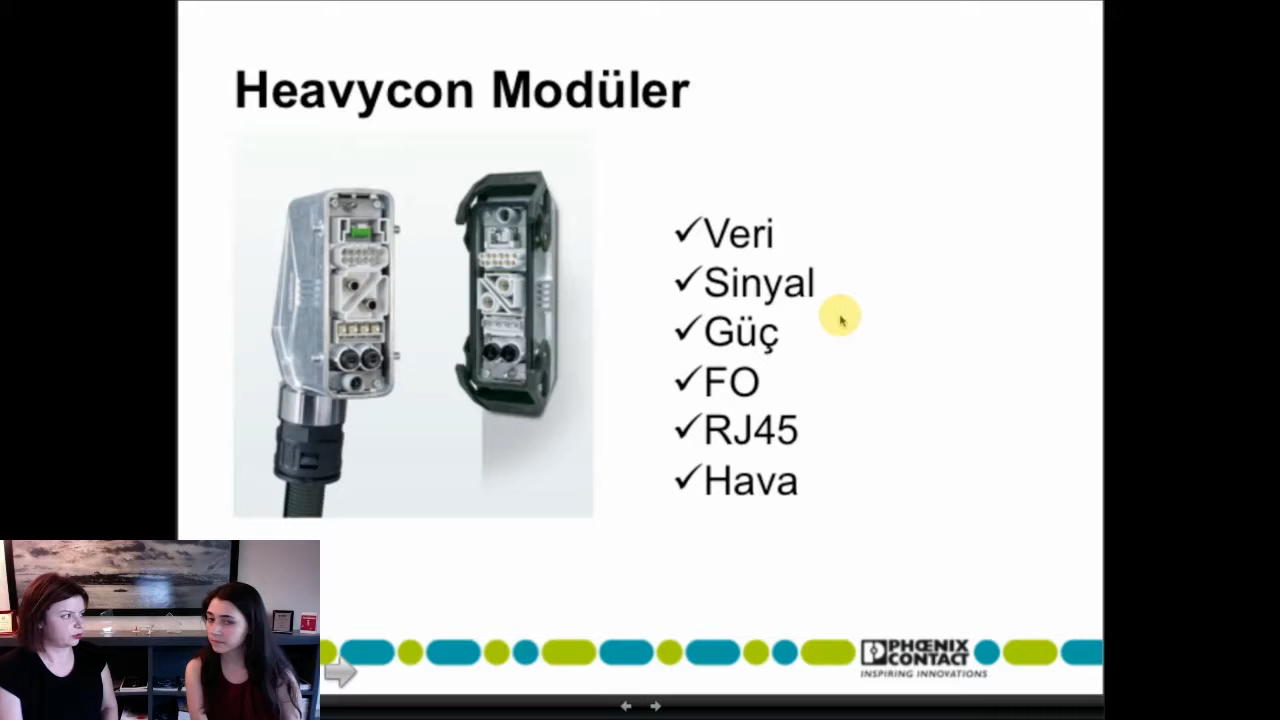 Heavycon Modüler
✓Veri
✓Sinyal
✓Güç
✓FO
✓RJ45
✓Hava
PHŒNIX
CONTACT
INSPIRING INNOVATIONS